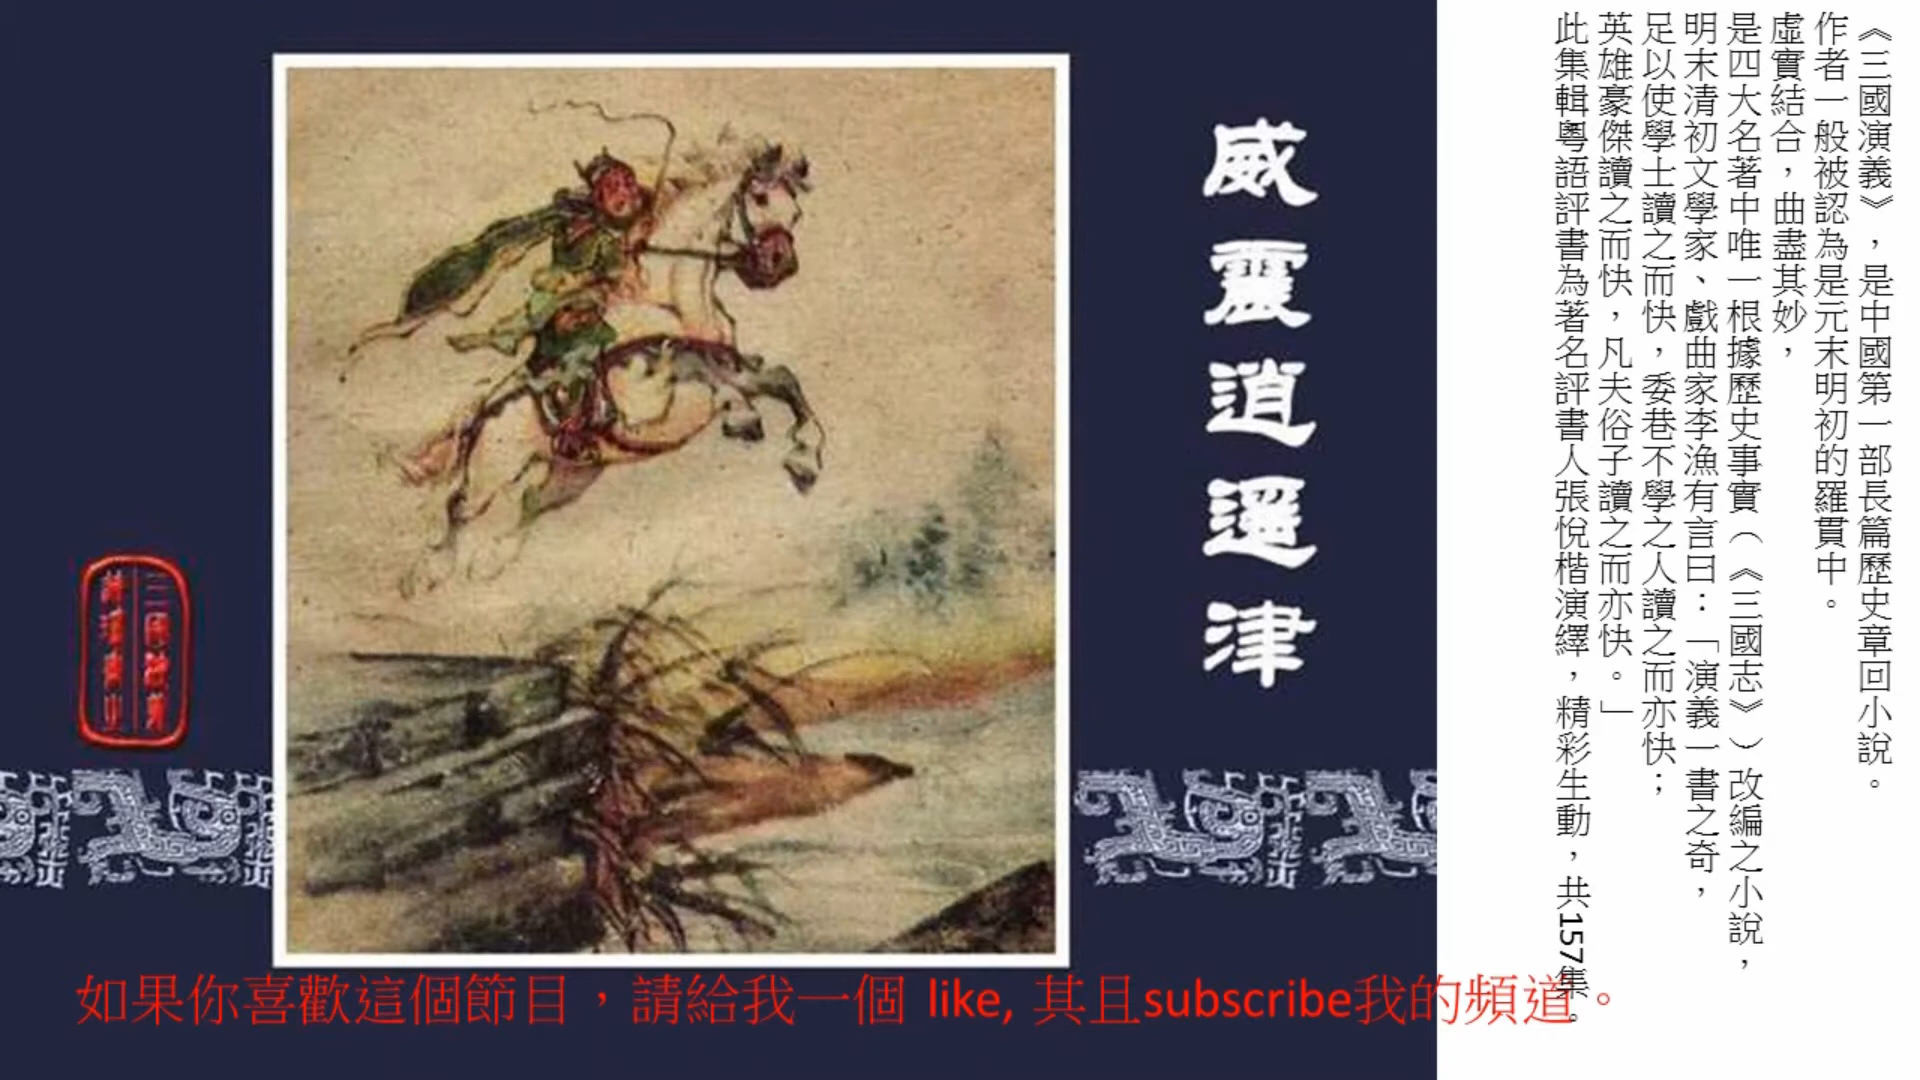 《三國演義》，是中國第一部長篇歷史章回小說。
作者一般被認為是元末明初的羅貫中。
虛實結合，曲盡其妙，
是四大名著中唯一根據歷史事實（《三國志》）改編之小說，
明末清初文學家、戲曲家李漁有言曰：「演義一書之奇，
足以使學士讀之而快，委巷不學之人讀之而亦快；
英雄豪傑讀之而快，凡夫俗子讀之而亦快。」
此集輯粵語評書為著名評書人張悅楷演繹，精彩生動，共157集。
威震逍遙津
如果你喜歡這個節目，請給我一個 like, 其且subscribe我的頻道。